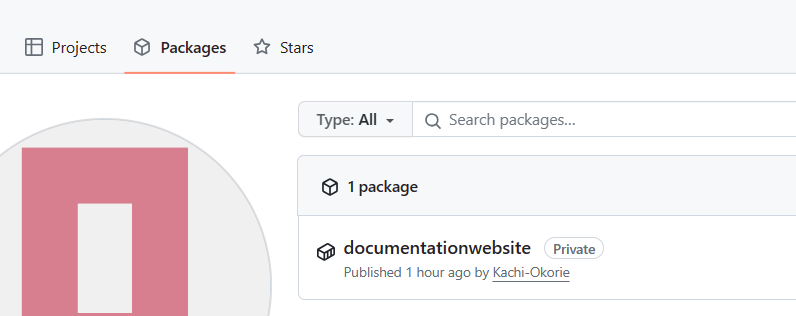 Projects Packages Stars
Type: All Search packages...
1 package
documentationwebsite Private
Published 1 hour ago by Kachi-Okorie